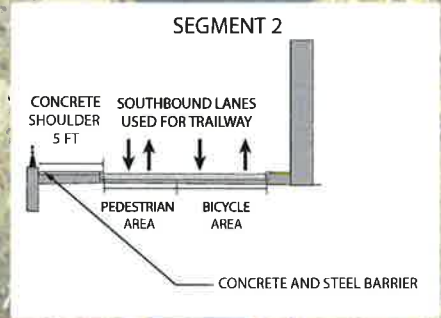 SEGMENT 2
CONCRETE
SHOULDER
5 FT
SOUTHBOUND LANES
USED FOR TRAILWAY
PEDESTRIAN
AREA
BICYCLE
AREA
CONCRETE AND STEEL BARRIER